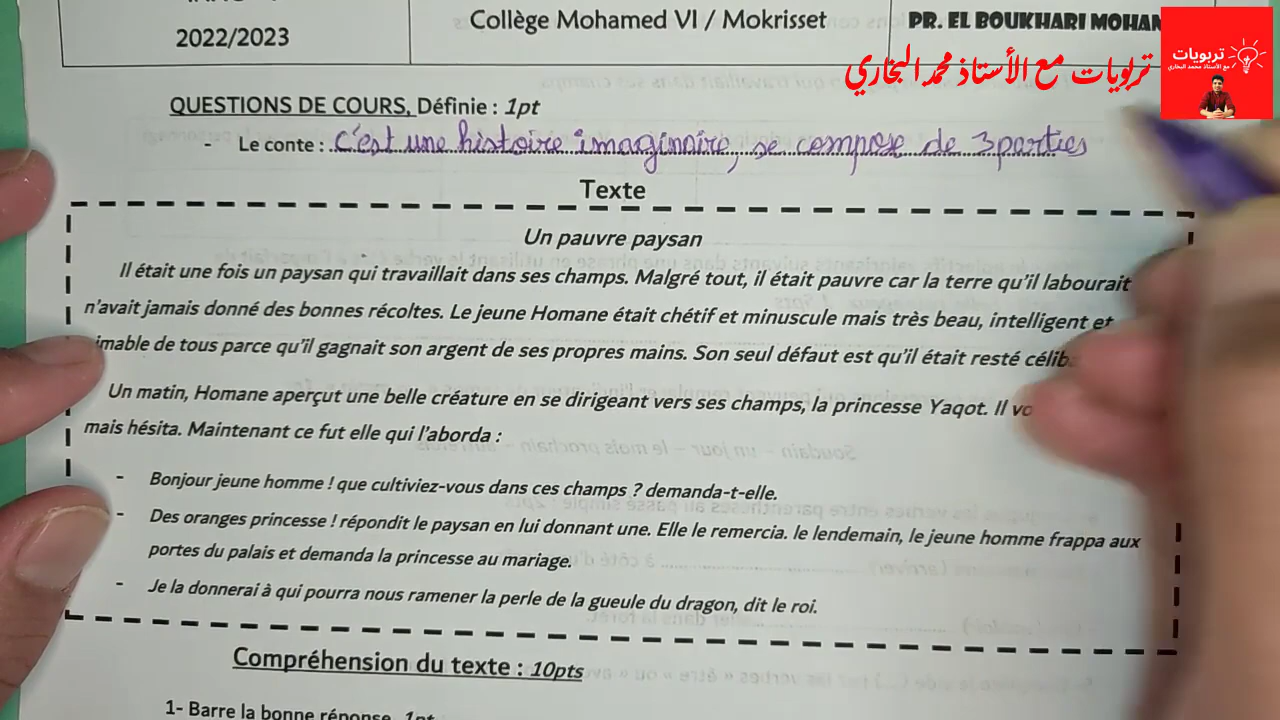 2022/2023
Collège Mohamed VI / Mokrisset
PR. EL BOUKHARI
تربويات مع الأستاذ محمد البخاري
تربويات
مع الأستاذ محمد البخاري
QUESTIONS DE COURS, Définie : 1pt
- Le conte : C'est une histoire imaginaire, se compose de 3 parties
Texte
Un pauvre paysan
Il était une fois un paysan qui travaillait dans ses champs. Malgré tout, il était pauvre car la terre qu'il labourait
n'avait jamais donné des bonnes récoltes. Le jeune Homane était chétif et minuscule mais très beau, intelligent et
de tous parce qu'il gagnait son argent de ses propres mains. Son seul défaut est qu'il était resté
Un matin, Homane aperçut une belle créature en se dirigeant vers ses champs, la princesse Yaqot. Il
mais hésita. Maintenant ce fut elle qui l'aborda :
- Bonjour jeune homme ! que cultiviez-vous dans ces champs ? demanda-t-elle.
- Des oranges princesse ! répondit le paysan en lui donnant une. Elle le remercia. le lendemain, le jeune homme frappa aux
portes du palais et demanda la princesse au mariage.
- Je la donnerai à qui pourra nous ramener la perle de la gueule du dragon, dit le roi.
Compréhension du texte : 10pts
1- Barre la bonne réponse. 1pt